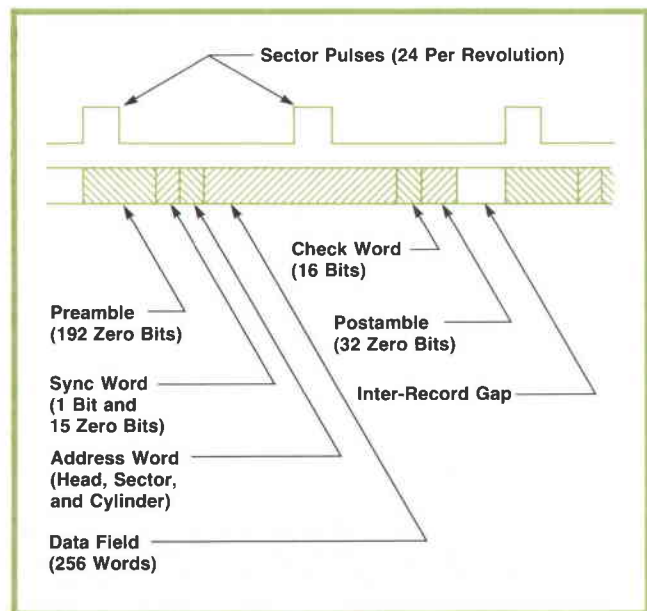 Sector Pulses (24 Per Revolution)
Check Word
(16 Bits)
Preamble
(192 Zero Bits)
Postamble
(32 Zero Bits)
Sync Word
(1 Bit and
15 Zero Bits)
Inter-Record Gap
Address Word
(Head, Sector,
and Cylinder)
Data Field
(256 Words)